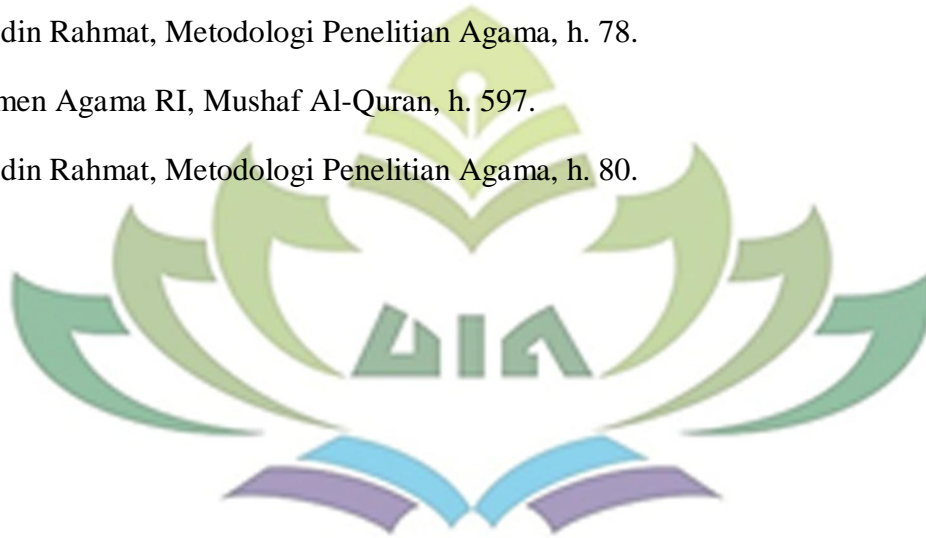 din Rahmat, Metodologi Penelitian Agama, h. 78.
men Agama RI, Mushaf Al-Quran, h. 597.
din Rahmat, Metodologi Penelitian Agama, h. 80.
UIN